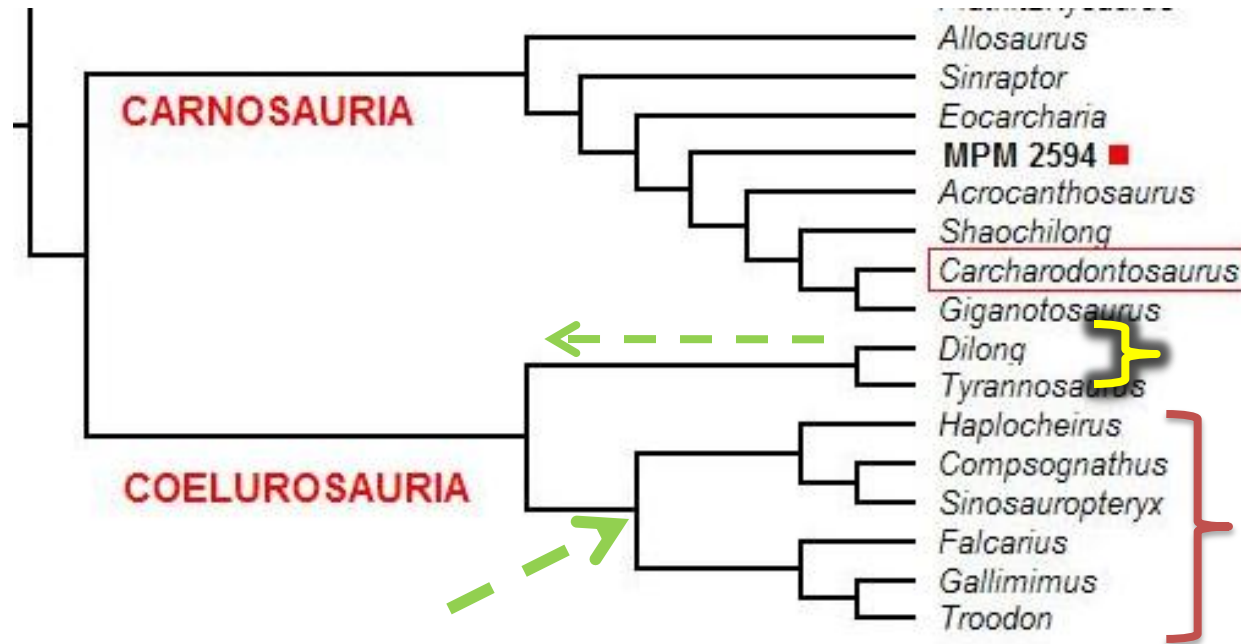 Allosaurus
Sinraptor
CARNOSAURIA
Eocarcharia
MPM 2594
Acrocanthosaurus
Shaochilong
Carcharodontosaurus
Giganotosaurus
Dilong
Tyrannosaurus
Haplocheirus
COELUROSAURIA
Compsognathus
Sinosauropteryx
Falcarius
Gallimimus
Troodon